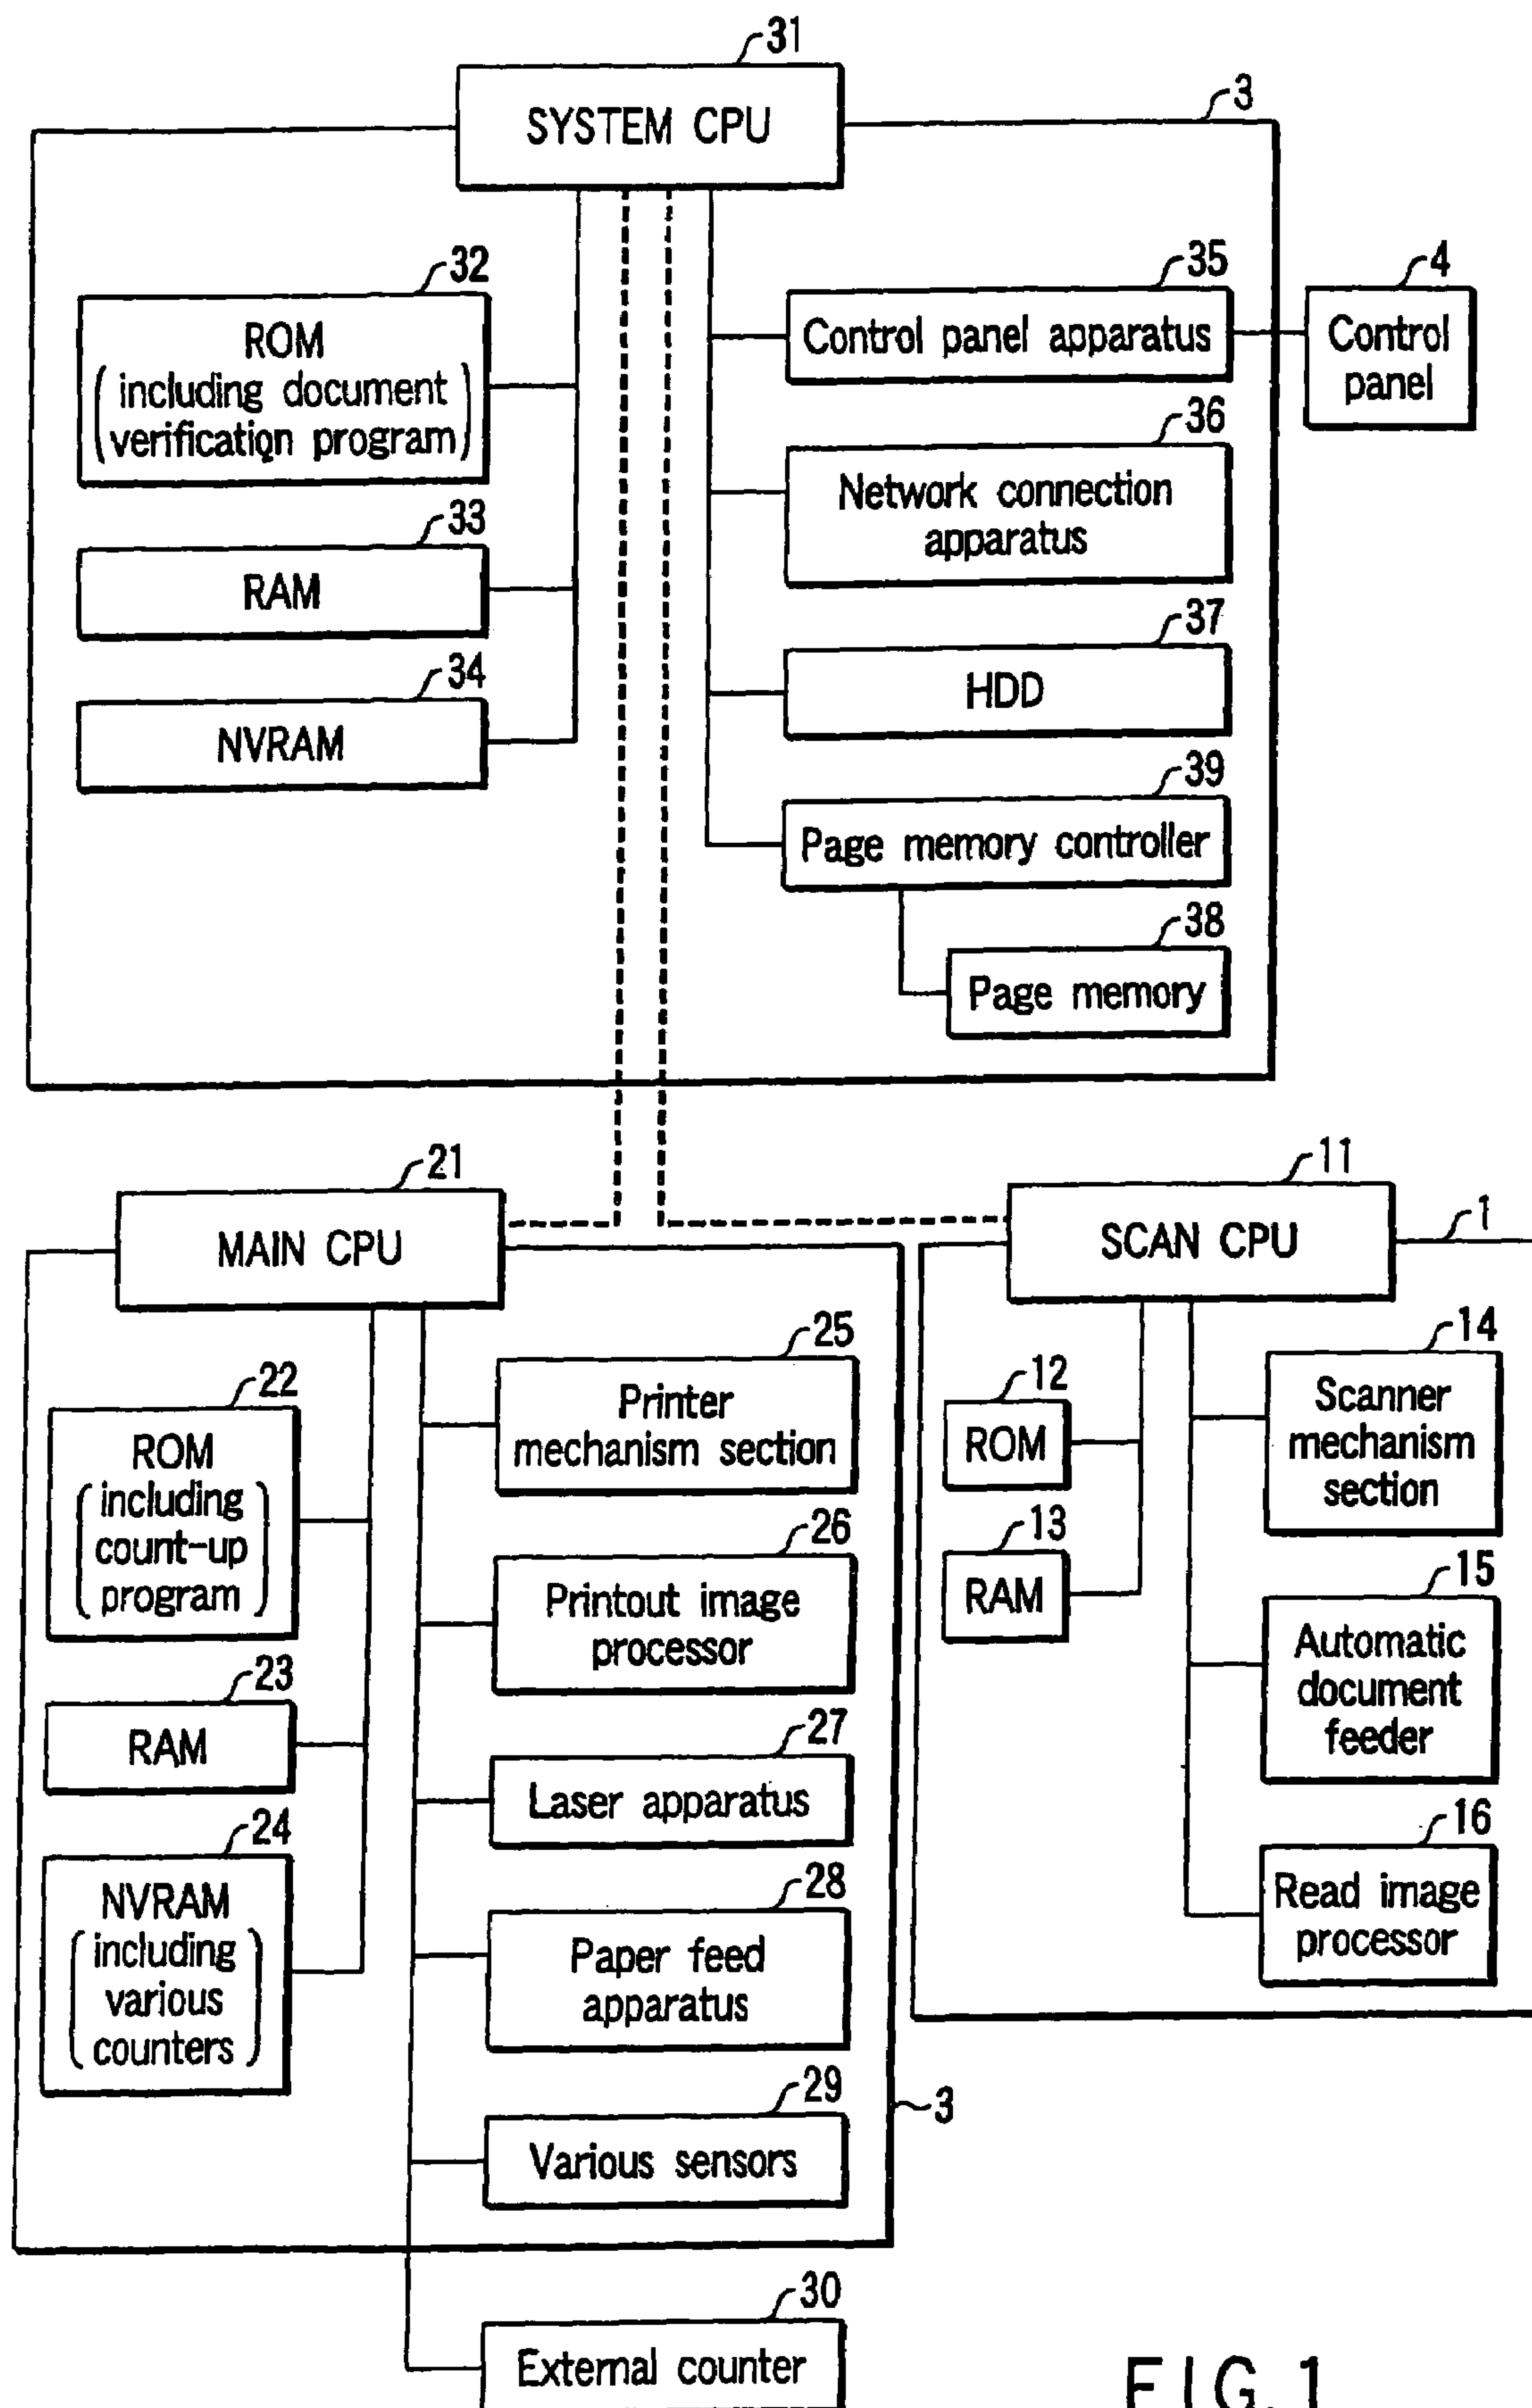 31
SYSTEM CPU
3
32
ROM
(including document
verification program)
33
RAM
34
NVRAM
35
Control panel apparatus
4
Control
panel
36
Network connection
apparatus
37
HDD
39
Page memory controller
38
Page memory
21
MAIN CPU
22
ROM
(including
count-up
program)
23
RAM
24
NVRAM
(including
various
counters)
25
Printer
mechanism section
26
Printout image
processor
27
Laser apparatus
28
Paper feed
apparatus
29
Various sensors
3
30
External counter
11
SCAN CPU
1
12
ROM
13
RAM
14
Scanner
mechanism
section
15
Automatic
document
feeder
16
Read image
processor
FIG. 1